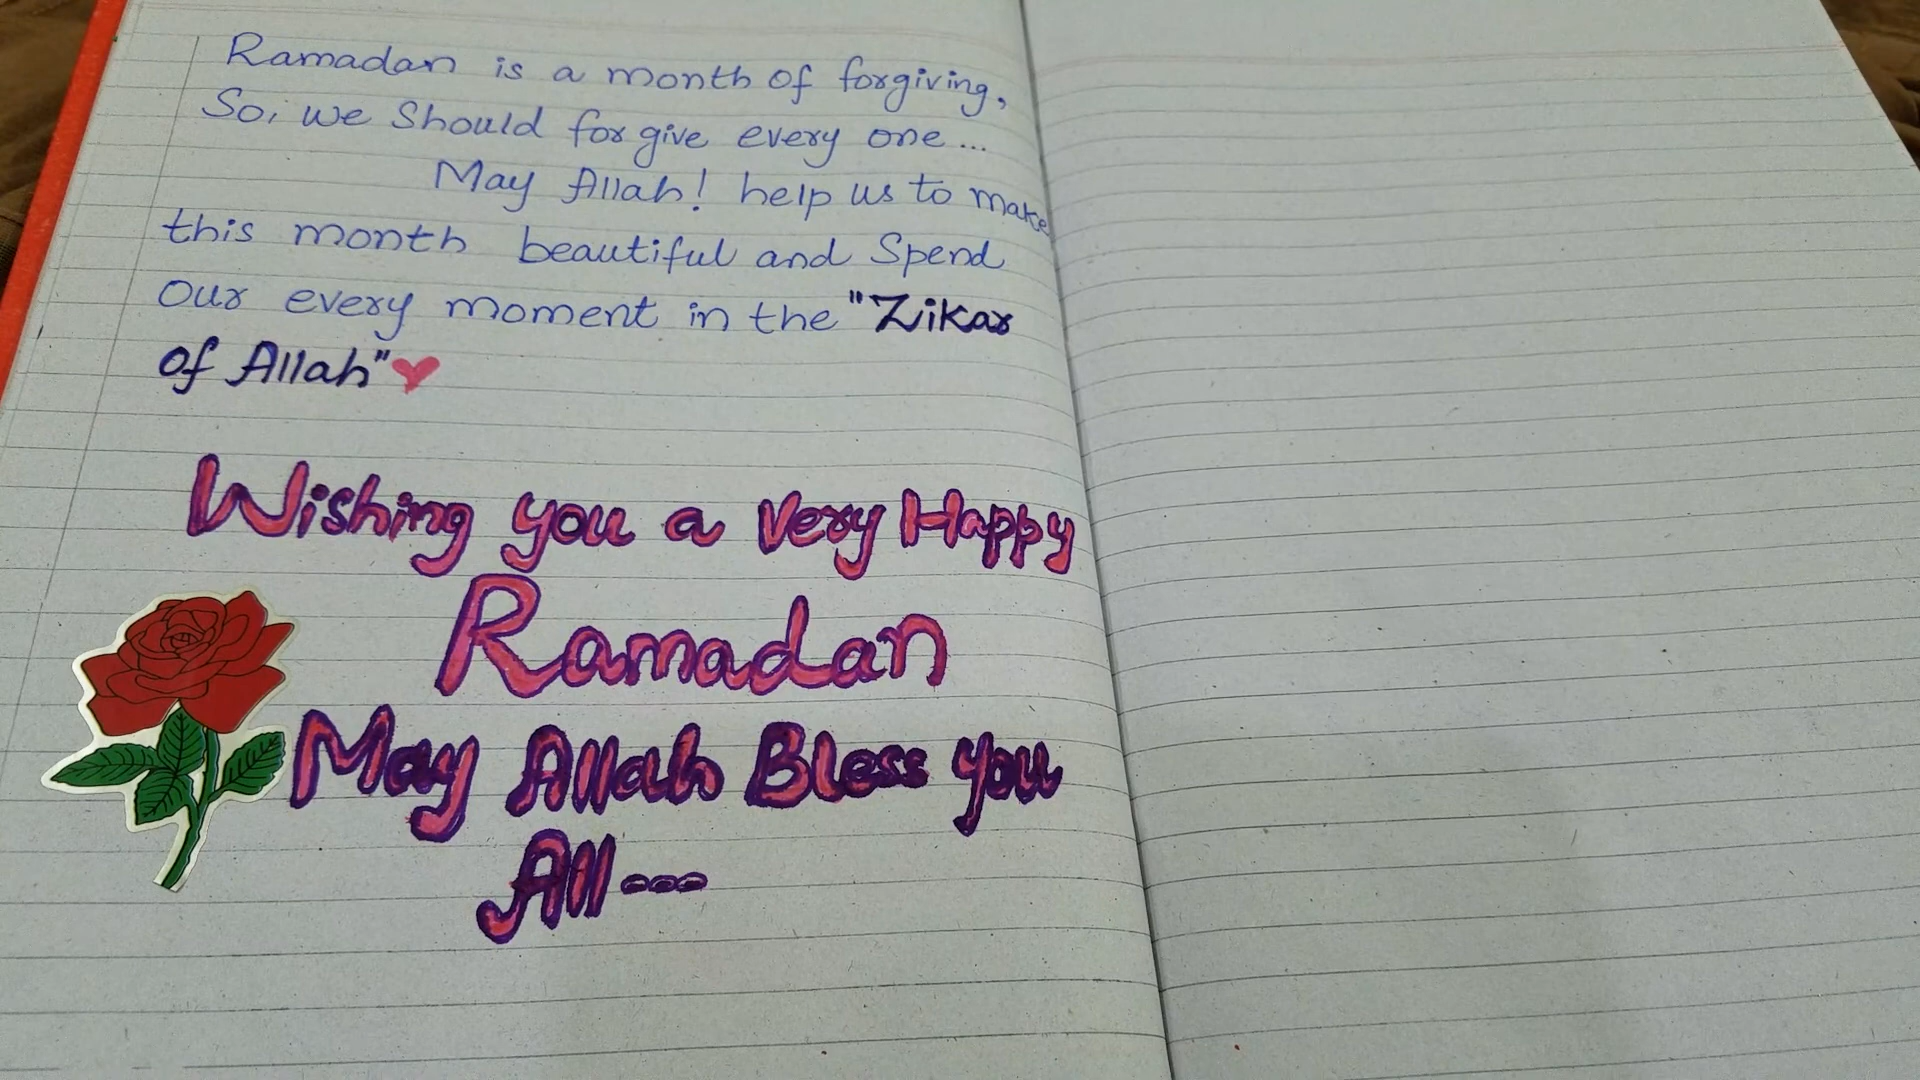 Ramadan is a month of forgiving,
So, we Should forgive every one...
May Allah! help us to make
this month beautiful and Spend
Our every moment in the "Zikar
of Allah"♥
Wishing you a Very Happy
Ramadan
May Allah Bless you
All---